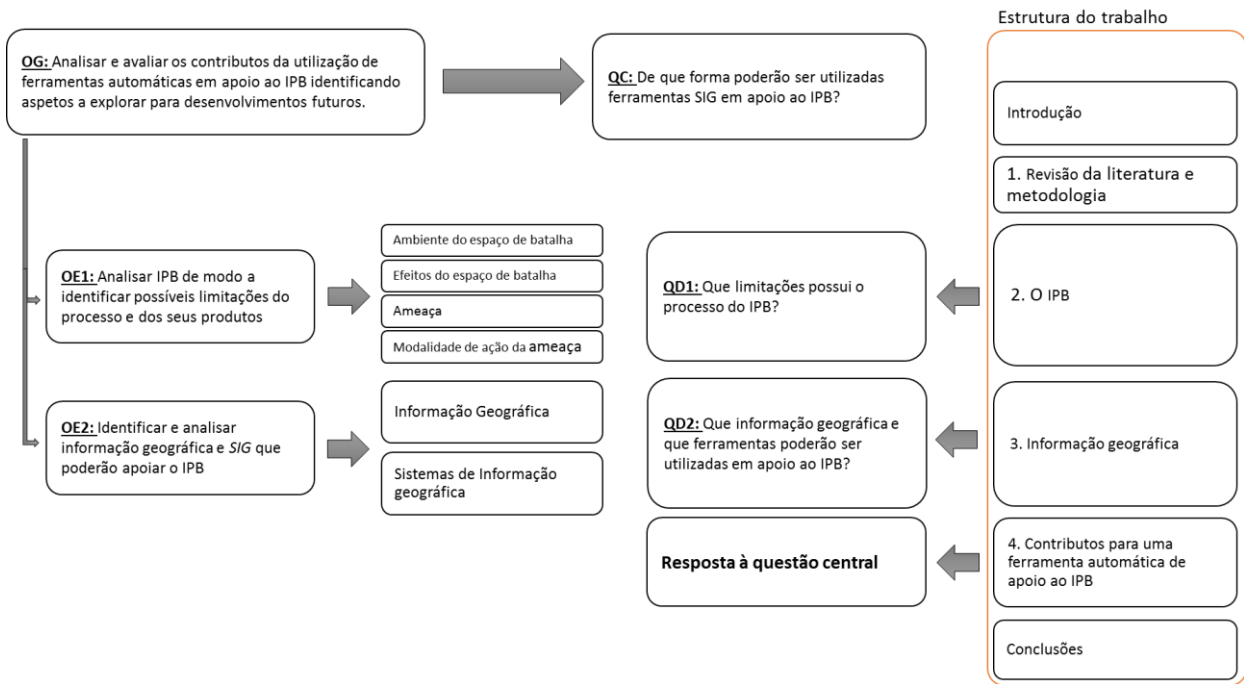 Estrutura do trabalho
OG: Analisar e avaliar os contributos da utilização de
ferramentas automáticas em apoio ao IPB identificando
aspetos a explorar para desenvolvimentos futuros.
QC: De que forma poderão ser utilizadas
ferramentas SIG em apoio ao IPB?
OE1: Analisar IPB de modo a
identificar possíveis limitações do
processo e dos seus produtos
Ambiente do espaço de batalha
Efeitos do espaço de batalha
Ameaça
Modalidade de ação da ameaça
QD1: Que limitações possui o
processo do IPB?
OE2: Identificar e analisar
informação geográfica e SIG que
poderão apoiar o IPB
Informação Geográfica
Sistemas de Informação
geográfica
QD2: Que informação geográfica e
que ferramentas poderão ser
utilizadas em apoio ao IPB?
Resposta à questão central
Introdução
1. Revisão da literatura e
metodologia
2. O IPB
3. Informação geográfica
4. Contributos para uma
ferramenta automática de
apoio ao IPB
Conclusões